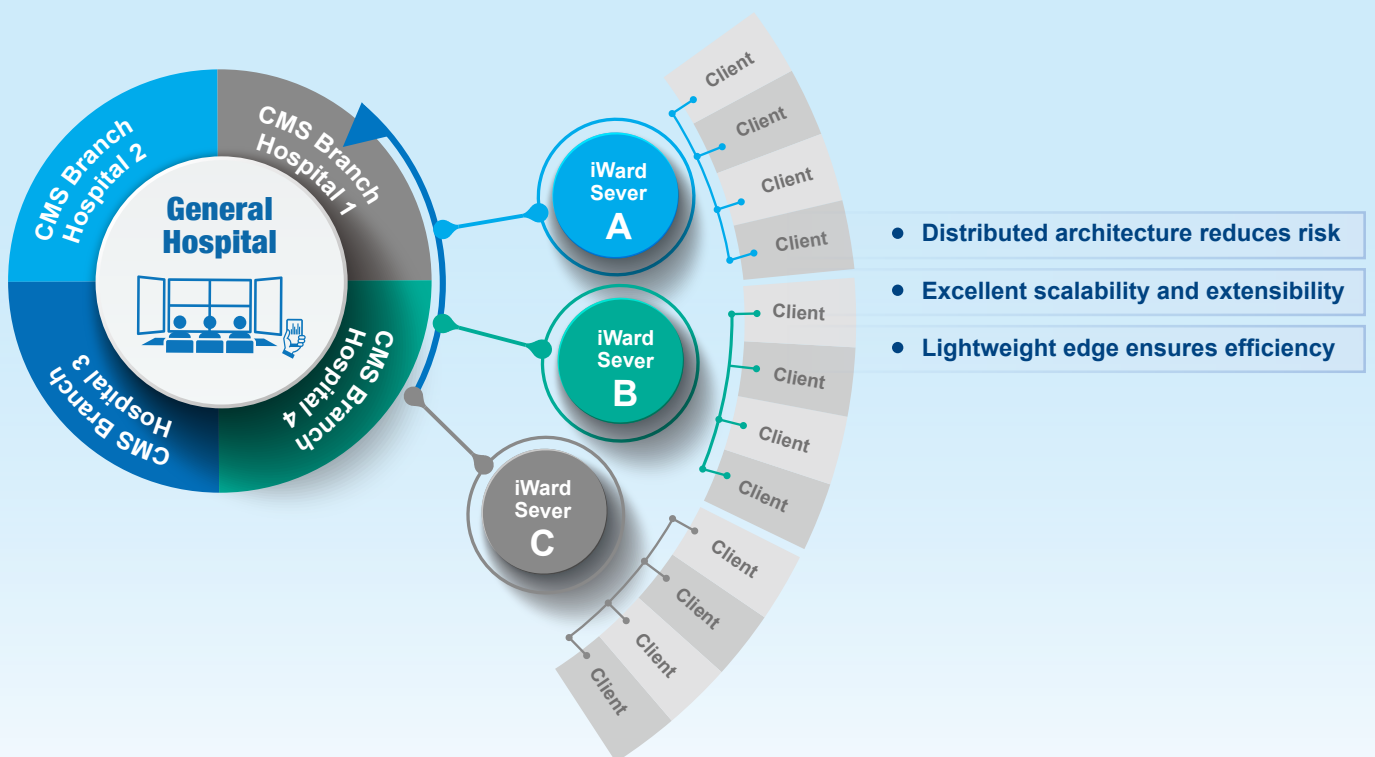 General
Hospital
CMS Branch
Hospital 1
CMS Branch
Hospital 2
CMS Branch
Hospital 3
CMS Branch
Hospital 4
iWard
Sever
A
iWard
Sever
B
iWard
Sever
C
Client
Client
Client
Client
Client
Client
Client
Client
Client
Client
Client
Client
• Distributed architecture reduces risk
• Excellent scalability and extensibility
• Lightweight edge ensures efficiency